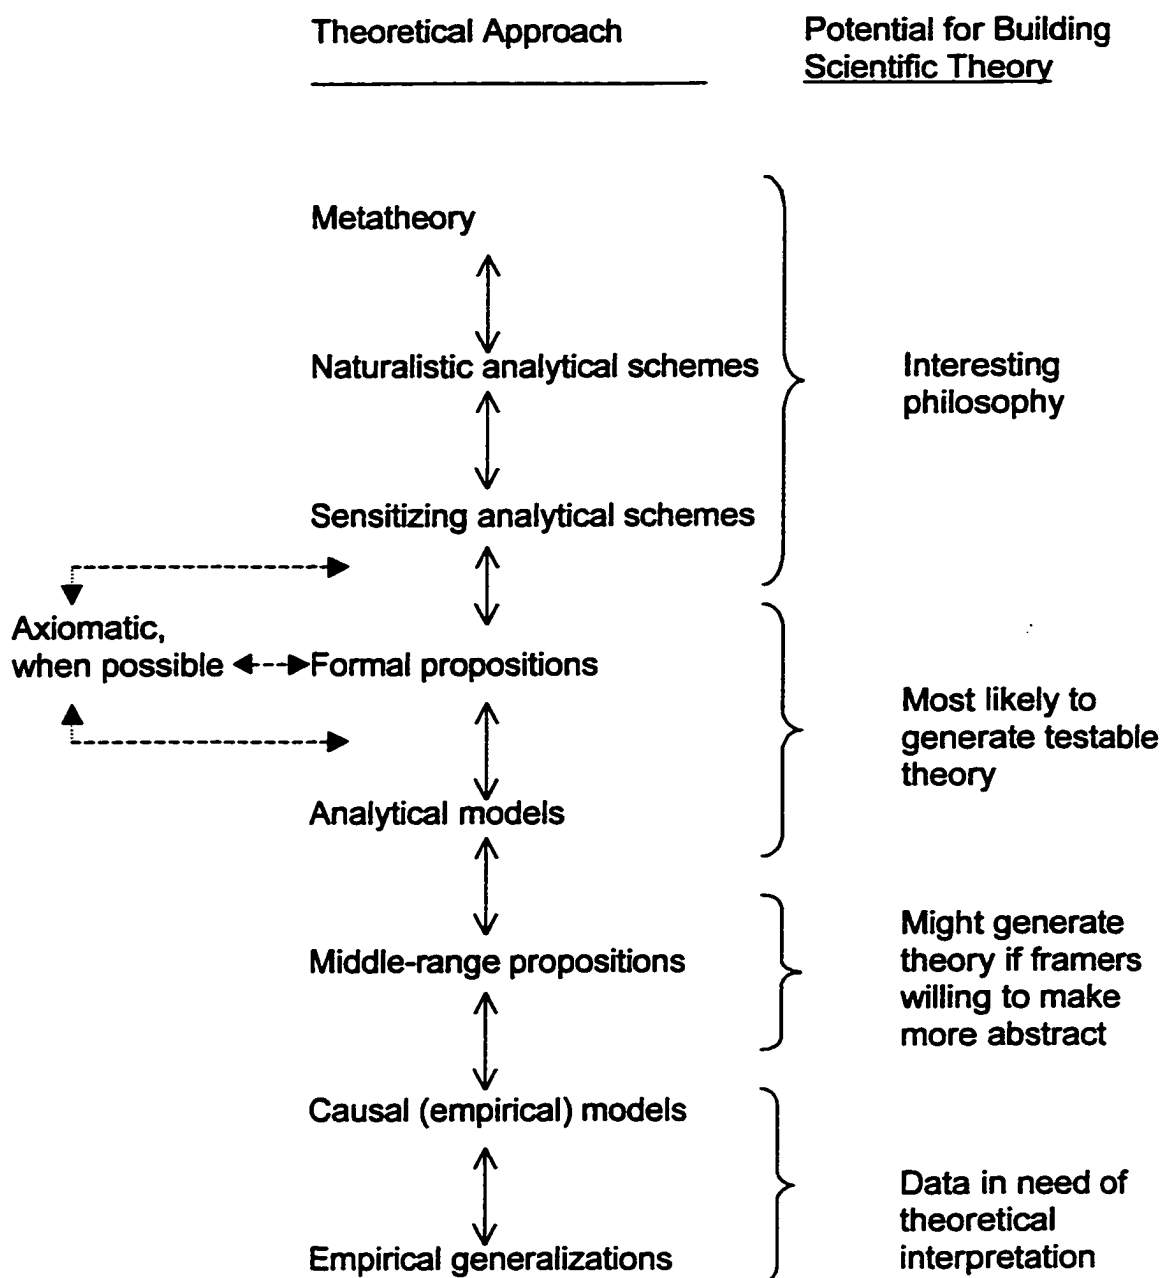 Theoretical Approach
Potential for Building
Scientific Theory
Metatheory
Naturalistic analytical schemes
Interesting
philosophy
Sensitizing analytical schemes
Axiomatic,
when possible
Formal propositions
Most likely to
generate testable
theory
Analytical models
Middle-range propositions
Might generate
theory if framers
willing to make
more abstract
Causal (empirical) models
Data in need of
theoretical
interpretation
Empirical generalizations